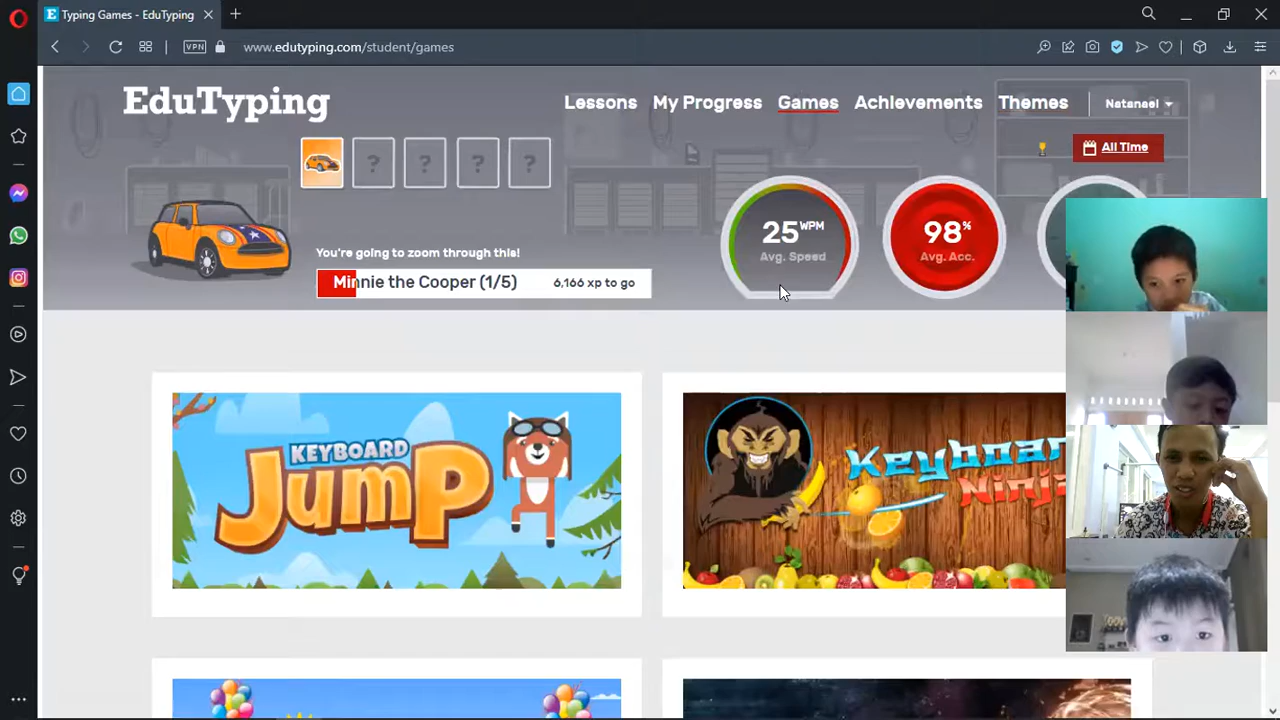 Typing Games - EduTyping
VPN
www.edutyping.com/student/games
EduTyping
Lessons
My Progress
Games
Achievements
Themes
Natanael
All Time
? ? ? ?
25 WPM
Avg. Speed
98%
Avg. Acc.
You're going to zoom through this!
Minnie the Cooper (1/5)
6,166 xp to go
KEYBOARD
Jump
Keyboar
Ninj